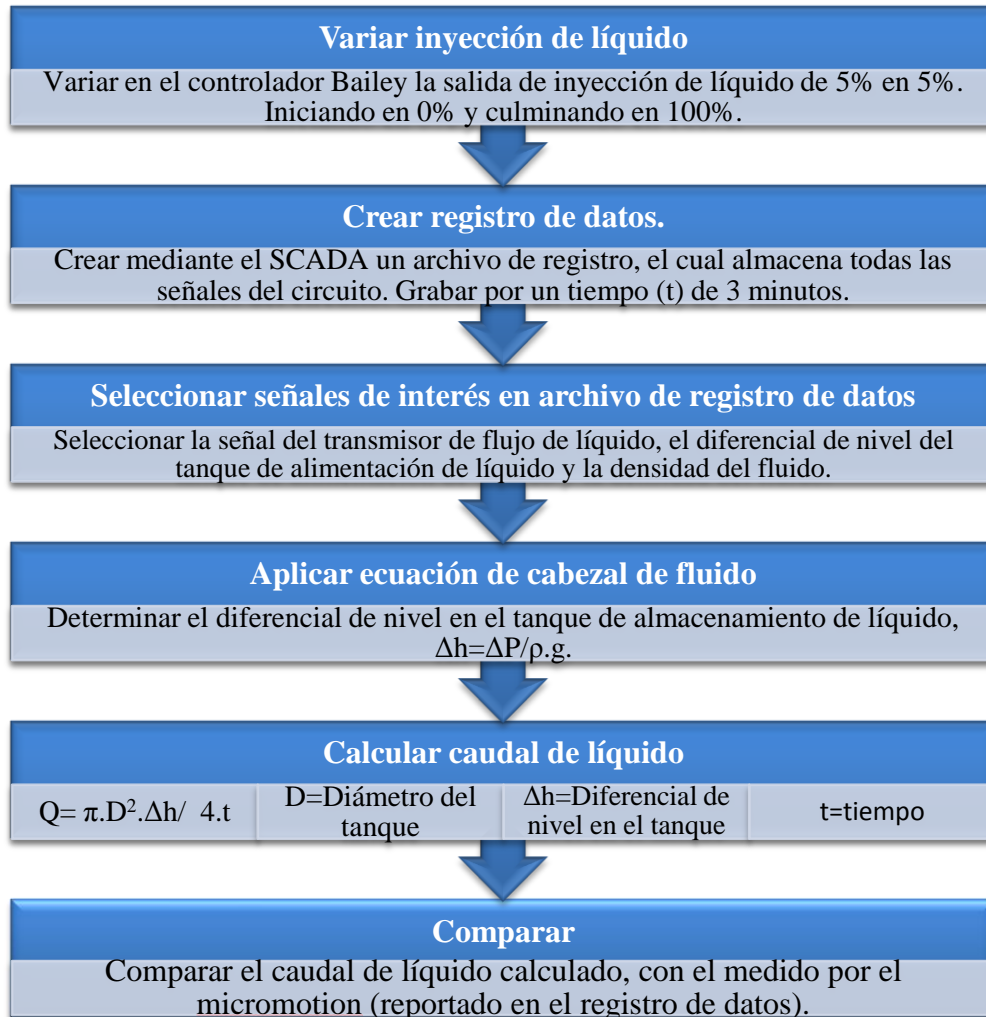 Variar inyección de líquido
Variar en el controlador Bailey la salida de inyección de líquido de 5% en 5%.
Iniciando en 0% y culminando en 100%.
Crear registro de datos.
Crear mediante el SCADA un archivo de registro, el cual almacena todas las
señales del circuito. Grabar por un tiempo (t) de 3 minutos.
Seleccionar señales de interés en archivo de registro de datos
Seleccionar la señal del transmisor de flujo de líquido, el diferencial de nivel del
tanque de alimentación de líquido y la densidad del fluido.
Aplicar ecuación de cabezal de fluido
Determinar el diferencial de nivel en el tanque de almacenamiento de líquido,
Δh=ΔP/ρ.g.
Calcular caudal de líquido
Q= π.D².Δh/ 4.t
D=Diámetro del
tanque
Δh=Diferencial de
nivel en el tanque
t=tiempo
Comparar
Comparar el caudal de líquido calculado, con el medido por el
micromotion (reportado en el registro de datos).